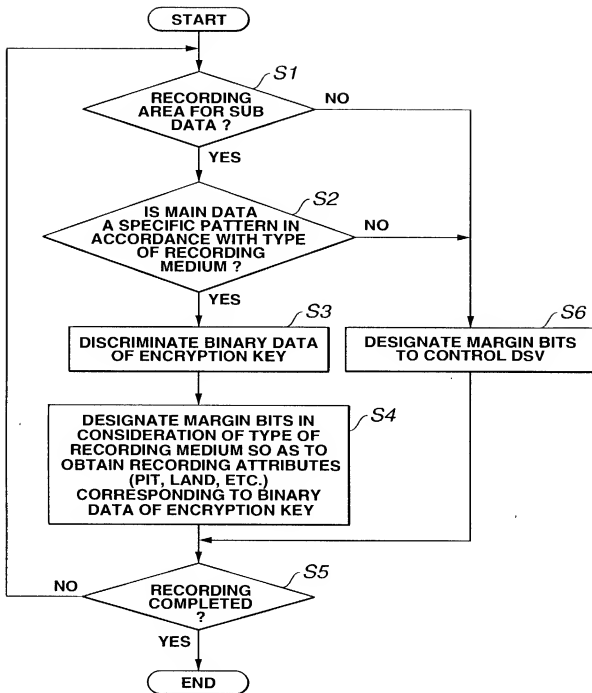 START
S1
RECORDING
AREA FOR SUB
DATA ?
NO
YES
S2
IS MAIN DATA
A SPECIFIC PATTERN IN
ACCORDANCE WITH TYPE
OF RECORDING
MEDIUM ?
NO
YES
S3
DISCRIMINATE BINARY DATA
OF ENCRYPTION KEY
S6
DESIGNATE MARGIN BITS
TO CONTROL DSV
S4
DESIGNATE MARGIN BITS IN
CONSIDERATION OF TYPE OF
RECORDING MEDIUM SO AS TO
OBTAIN RECORDING ATTRIBUTES
(PIT, LAND, ETC.)
CORRESPONDING TO BINARY
DATA OF ENCRYPTION KEY
S5
NO
RECORDING
COMPLETED
?
YES
END